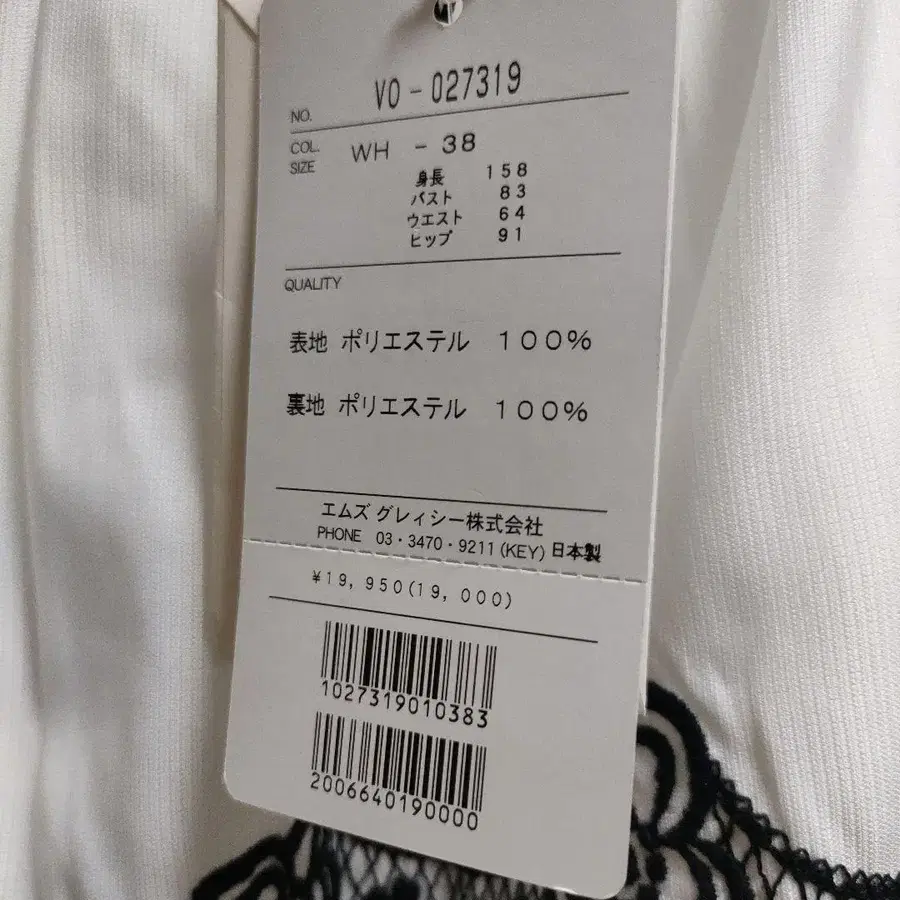 NO. VO-027319
COL. SIZE WH - 38
身長 158
バスト 83
ウエスト 64
ヒップ 91
QUALITY
表地 ポリエステル 100%
裏地 ポリエステル 100%
エムズ グレィシー株式会社
PHONE 03・3470・9211(KEY) 日本製
¥19,950(19,000)
1027319010383
2006640190000